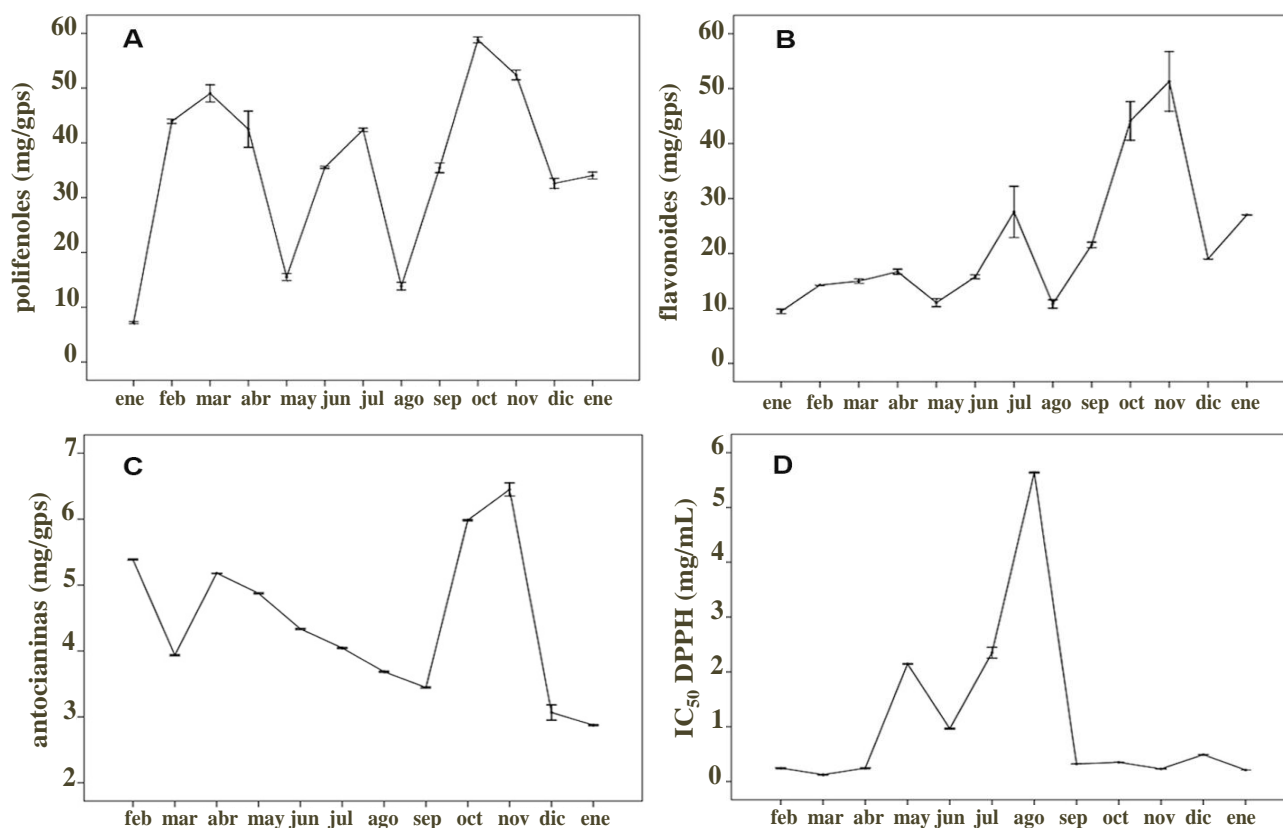 A
polifenoles (mg/gps)
60
50
40
30
20
10
0
ene feb mar abr may jun jul ago sep oct nov dic ene
B
flavonoides (mg/gps)
60
50
40
30
20
10
0
ene feb mar abr may jun jul ago sep oct nov dic ene
C
antocianinas (mg/gps)
7
6
5
4
3
2
feb mar abr may jun jul ago sep oct nov dic ene
D
IC₅₀ DPPH (mg/mL)
6
5
4
3
2
1
0
feb mar abr may jun jul ago sep oct nov dic ene